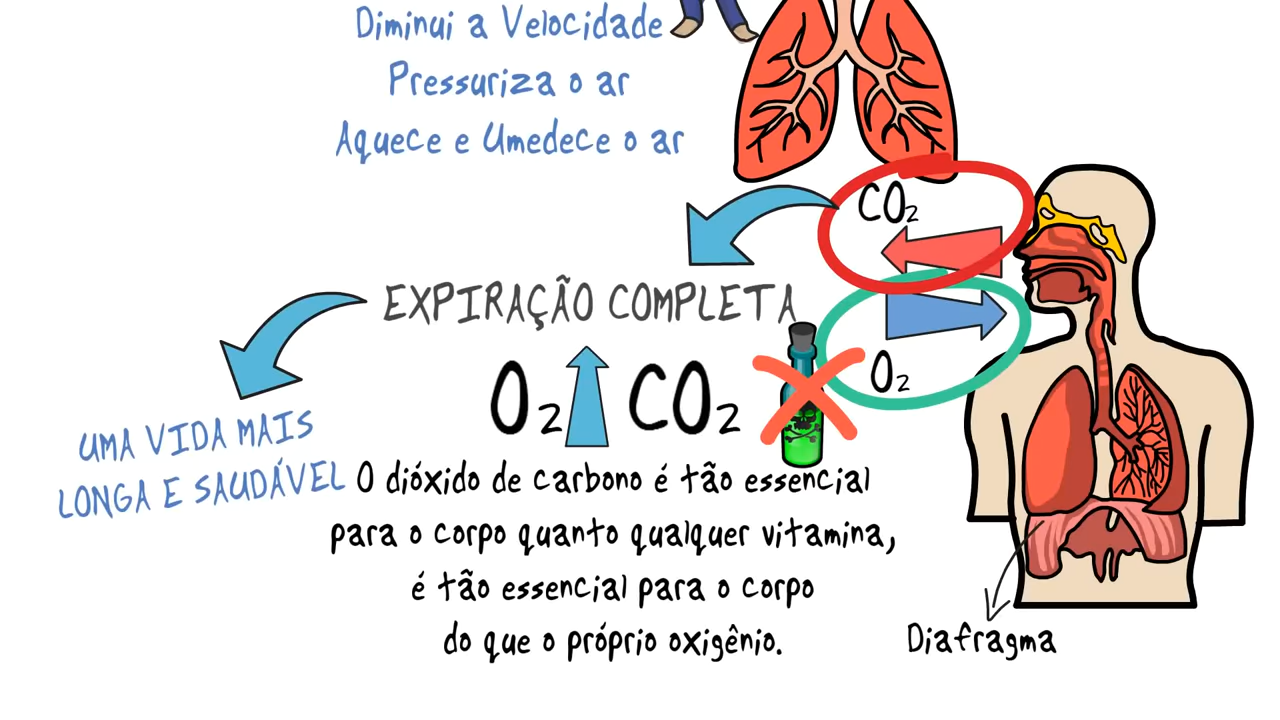 Diminui a Velocidade
Pressuriza o ar
Aquece e Umedece o ar
CO₂
EXPIRAÇÃO COMPLETA
O₂
O₂ CO₂
UMA VIDA MAIS
LONGA E SAUDÁVEL
O dióxido de carbono é tão essencial
para o corpo quanto qualquer vitamina,
é tão essencial para o corpo
do que o próprio oxigênio.
Diafragma